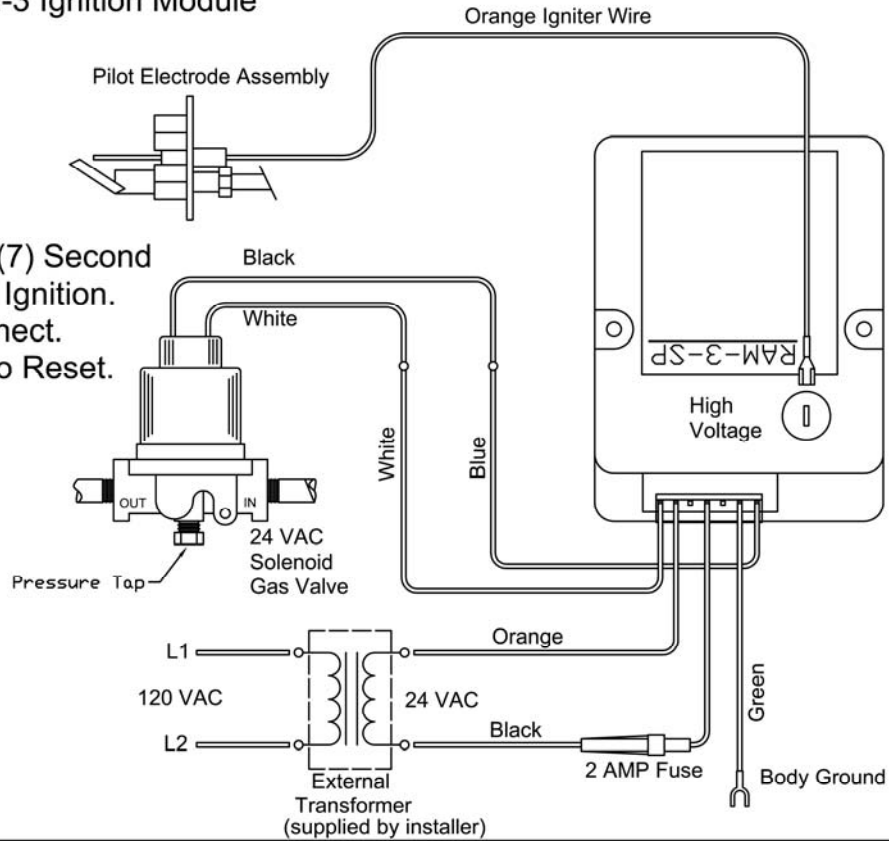 -3 Ignition Module
Orange Igniter Wire
Pilot Electrode Assembly
(7) Second
Ignition.
nect.
o Reset.
Black
White
RAM-3-SP
High
Voltage
White
Blue
OUT
IN
24 VAC
Solenoid
Gas Valve
Pressure Tap
Orange
L1
120 VAC
24 VAC
Green
L2
Black
2 AMP Fuse
Body Ground
External
Transformer
(supplied by installer)